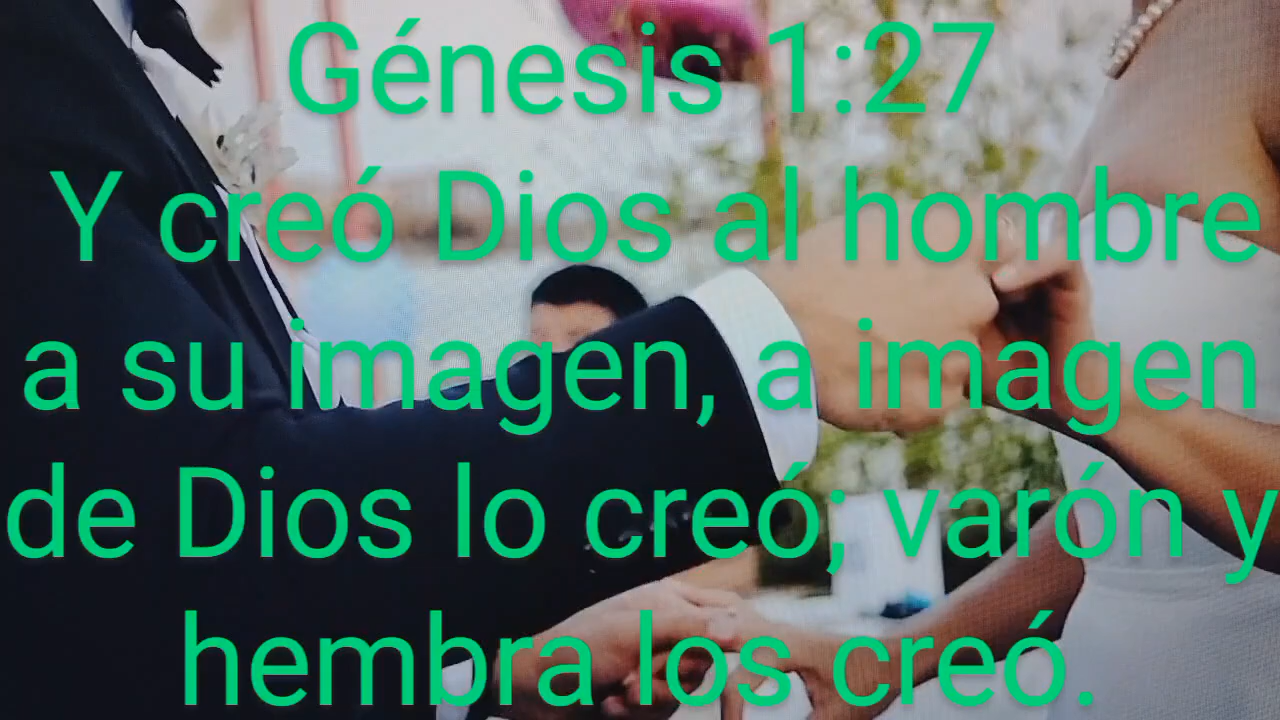 Génesis 1:27
Y creó Dios al hombre
a su imagen, a imagen
de Dios lo creó; varón y
hembra los creó.